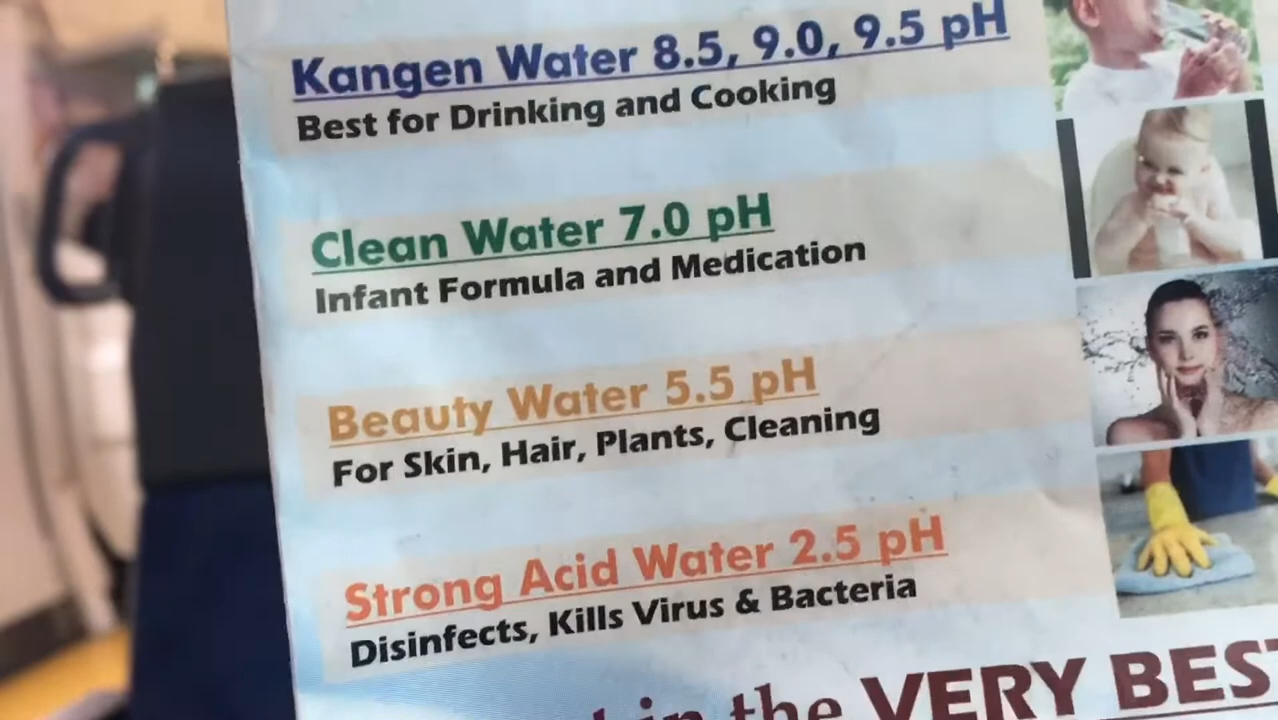 Kangen Water 8.5, 9.0, 9.5 pH
Best for Drinking and Cooking
Clean Water 7.0 pH
Infant Formula and Medication
Beauty Water 5.5 pH
For Skin, Hair, Plants, Cleaning
Strong Acid Water 2.5 pH
Disinfects, Kills Virus & Bacteria
in the VERY BEST